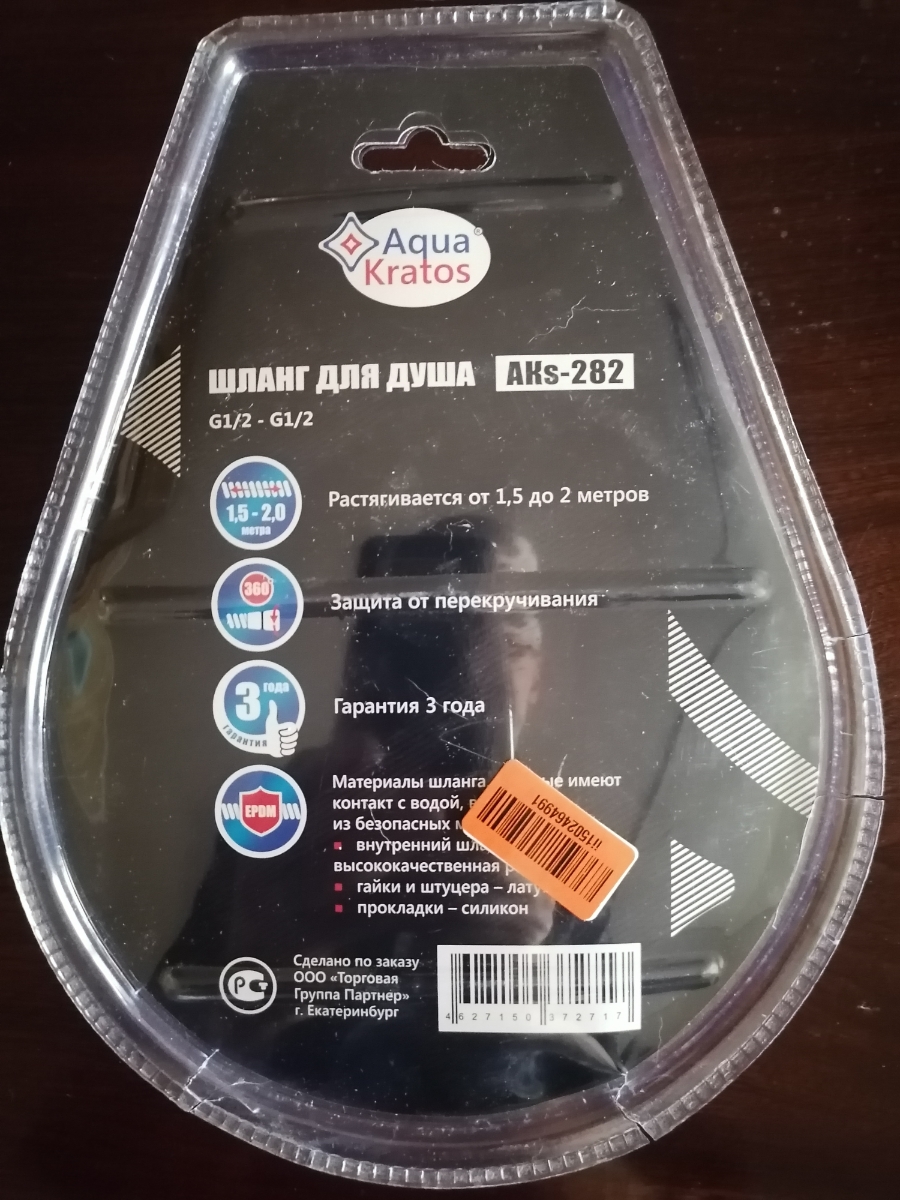 Aqua®
Kratos
ШЛАНГ ДЛЯ ДУША AKs-282
G1/2 - G1/2
1,5 - 2,0
метра
Растягивается от 1,5 до 2 метров
360°
Защита от перекручивания
3 года
гарантия
Гарантия 3 года
EPDM
Материалы шланга имеют
контакт с водой,
из безопасных
внутренний
высококачественная
гайки и штуцера –
прокладки – силикон
ii1502464991
РСТ
Сделано по заказу
ООО «Торговая
Группа Партнер»
г. Екатеринбург
4 627150 372717